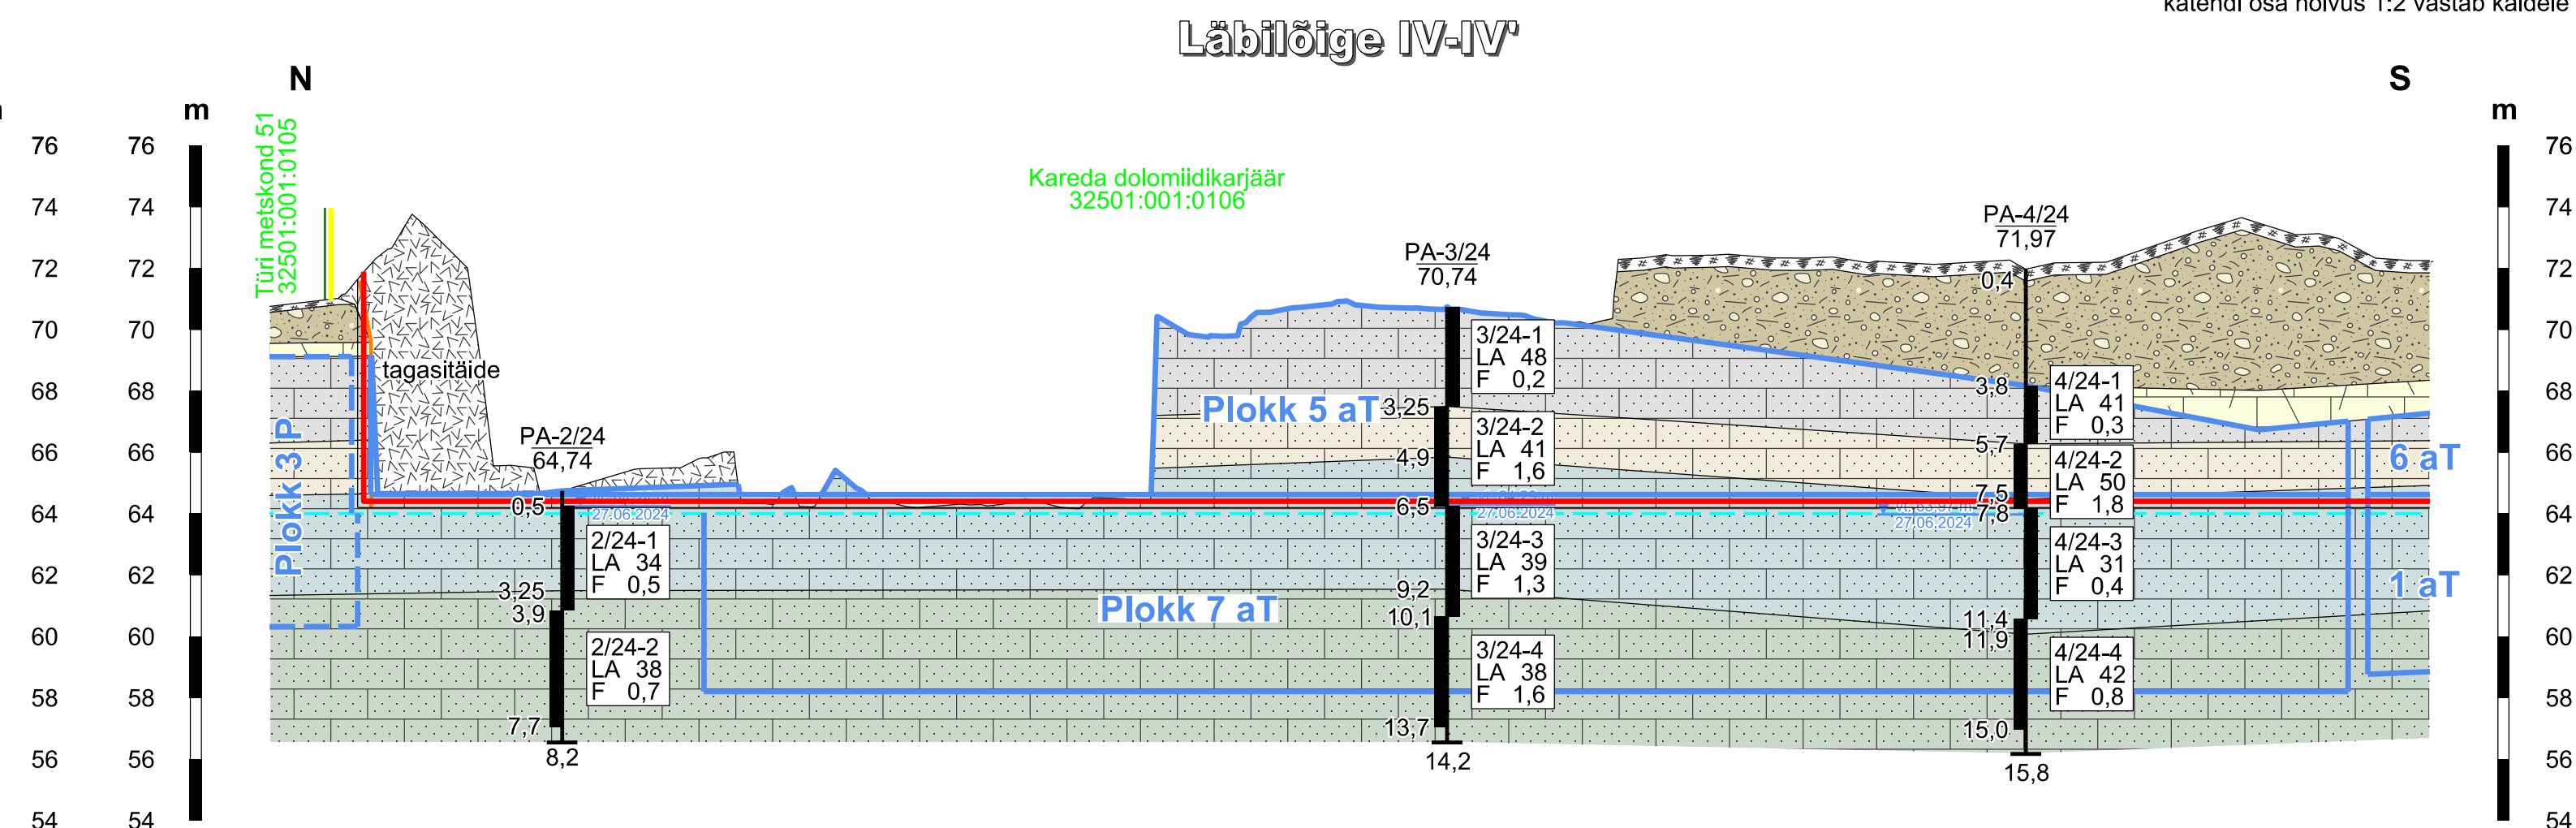 katendi osa nõlvus 1:2 vastab kaldele
Läbilõige IV-IV'
N
S
m
m
76
76
76
74
74
74
72
72
72
70
70
70
68
68
68
66
66
66
64
64
64
62
62
62
60
60
60
58
58
58
56
56
56
54
54
54
Türi metskond 51
32501:001:0105
Kareda dolomiidikarjäär
32501:001:0106
tagasitäide
Plokk 3 P
PA-2/24
64,74
0,5
27.06.2024
2/24-1
LA 34
F 0,5
3,25
3,9
2/24-2
LA 38
F 0,7
7,7
8,2
Plokk 5 aT
Plokk 7 aT
PA-3/24
70,74
3/24-1
LA 48
F 0,2
3,25
3/24-2
LA 41
F 1,6
4,9
6,5
27.06.2024
3/24-3
LA 39
F 1,3
9,2
10,1
3/24-4
LA 38
F 1,6
13,7
14,2
PA-4/24
71,97
0,4
3,8
4/24-1
LA 41
F 0,3
5,7
4/24-2
LA 50
F 1,8
7,5
7,8
27.06.2024
4/24-3
LA 31
F 0,4
11,4
11,9
4/24-4
LA 42
F 0,8
15,0
15,8
6 aT
1 aT